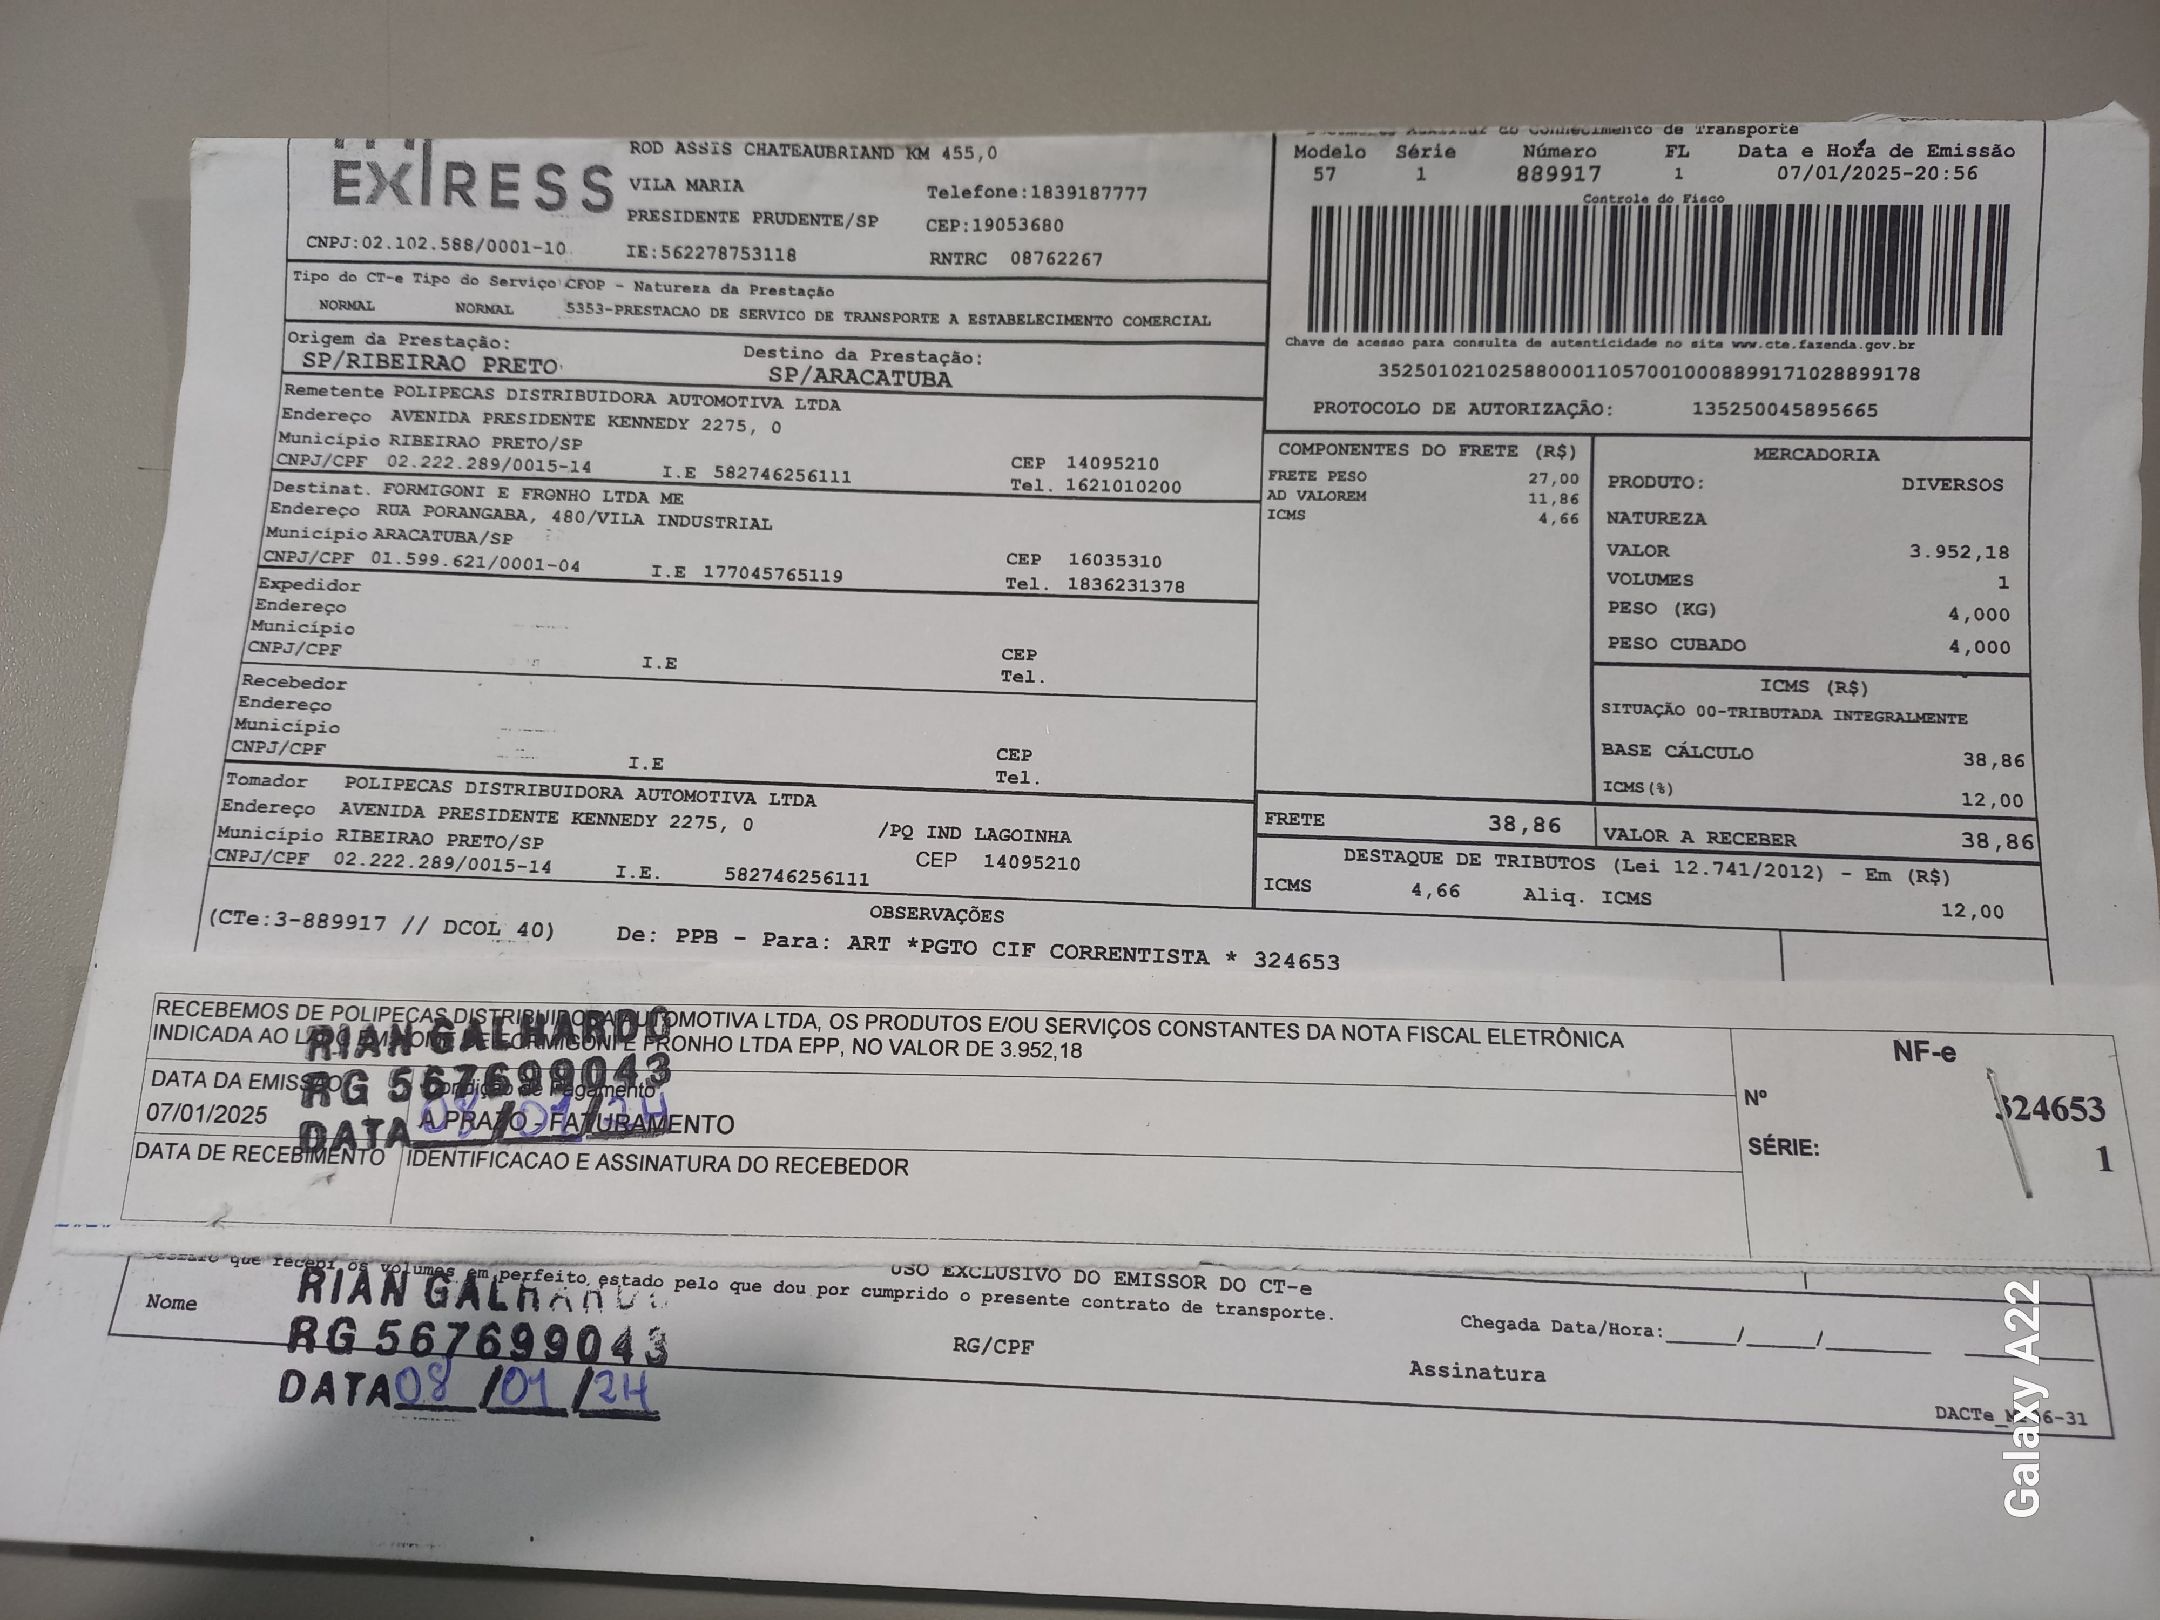 EXPRESS
ROD ASSIS CHATEAUBRIAND KM 455,0
VILA MARIA
Telefone:1839187777
PRESIDENTE PRUDENTE/SP
CEP:19053680
CNPJ:02.102.588/0001-10
IE:562278753118
RNTRC 08762267
do Conhecimento de Transporte
Modelo Série Número FL Data e Hora de Emissão
57 1 889917 1 07/01/2025-20:56
Controle do Fisco
Chave de acesso para consulta de autenticidade no site www.cte.fazenda.gov.br
35250102102588000110570010008899171028899178
PROTOCOLO DE AUTORIZAÇÃO: 135250045895665
Tipo do CT-e Tipo do Serviço CFOP - Natureza da Prestação
NORMAL NORMAL 5353-PRESTACAO DE SERVICO DE TRANSPORTE A ESTABELECIMENTO COMERCIAL
Origem da Prestação: Destino da Prestação:
SP/RIBEIRAO PRETO SP/ARACATUBA
Remetente POLIPECAS DISTRIBUIDORA AUTOMOTIVA LTDA
Endereço AVENIDA PRESIDENTE KENNEDY 2275, 0
Município RIBEIRAO PRETO/SP CEP 14095210
CNPJ/CPF 02.222.289/0015-14 I.E 582746256111 Tel. 1621010200
Destinat. FORMIGONI E FRONHO LTDA ME
Endereço RUA PORANGABA, 480/VILA INDUSTRIAL
Município ARACATUBA/SP CEP 16035310
CNPJ/CPF 01.599.621/0001-04 I.E 177045765119 Tel. 1836231378
Expedidor
Endereço
Município CEP
CNPJ/CPF I.E Tel.
Recebedor
Endereço
Município CEP
CNPJ/CPF I.E Tel.
Tomador POLIPECAS DISTRIBUIDORA AUTOMOTIVA LTDA
Endereço AVENIDA PRESIDENTE KENNEDY 2275, 0 /PQ IND LAGOINHA
Município RIBEIRAO PRETO/SP CEP 14095210
CNPJ/CPF 02.222.289/0015-14 I.E. 582746256111
COMPONENTES DO FRETE (R$)
FRETE PESO 27,00
AD VALOREM 11,86
ICMS 4,66
MERCADORIA
PRODUTO: DIVERSOS
NATUREZA
VALOR 3.952,18
VOLUMES 1
PESO (KG) 4,000
PESO CUBADO 4,000
ICMS (R$)
SITUAÇÃO 00-TRIBUTADA INTEGRALMENTE
BASE CÁLCULO 38,86
ICMS(%) 12,00
FRETE 38,86 VALOR A RECEBER 38,86
DESTAQUE DE TRIBUTOS (Lei 12.741/2012) - Em (R$)
ICMS 4,66 Aliq. ICMS 12,00
OBSERVAÇÕES
(CTe:3-889917 // DCOL 40) De: PPB - Para: ART *PGTO CIF CORRENTISTA * 324653
RECEBEMOS DE POLIPECAS DISTRIBUIDORA AUTOMOTIVA LTDA, OS PRODUTOS E/OU SERVIÇOS CONSTANTES DA NOTA FISCAL ELETRÔNICA
INDICADA AO LADO FORMIGONI E FRONHO LTDA EPP, NO VALOR DE 3.952,18
RIAN GALHARDO
RG 567699043
DATA 08/01/24
DATA DA EMISSÃO Condição de Pagamento
07/01/2025 A PRAZO - FATURAMENTO
DATA DE RECEBIMENTO IDENTIFICACAO E ASSINATURA DO RECEBEDOR
NF-e
Nº 324653
SÉRIE: 1
USO EXCLUSIVO DO EMISSOR DO CT-e
que recebi os volumes em perfeito estado pelo que dou por cumprido o presente contrato de transporte.
Nome RG/CPF Chegada Data/Hora:_____/_____/_____
Assinatura
RIAN GALHARDO
RG 567699043
DATA 08/01/24
Galaxy A22